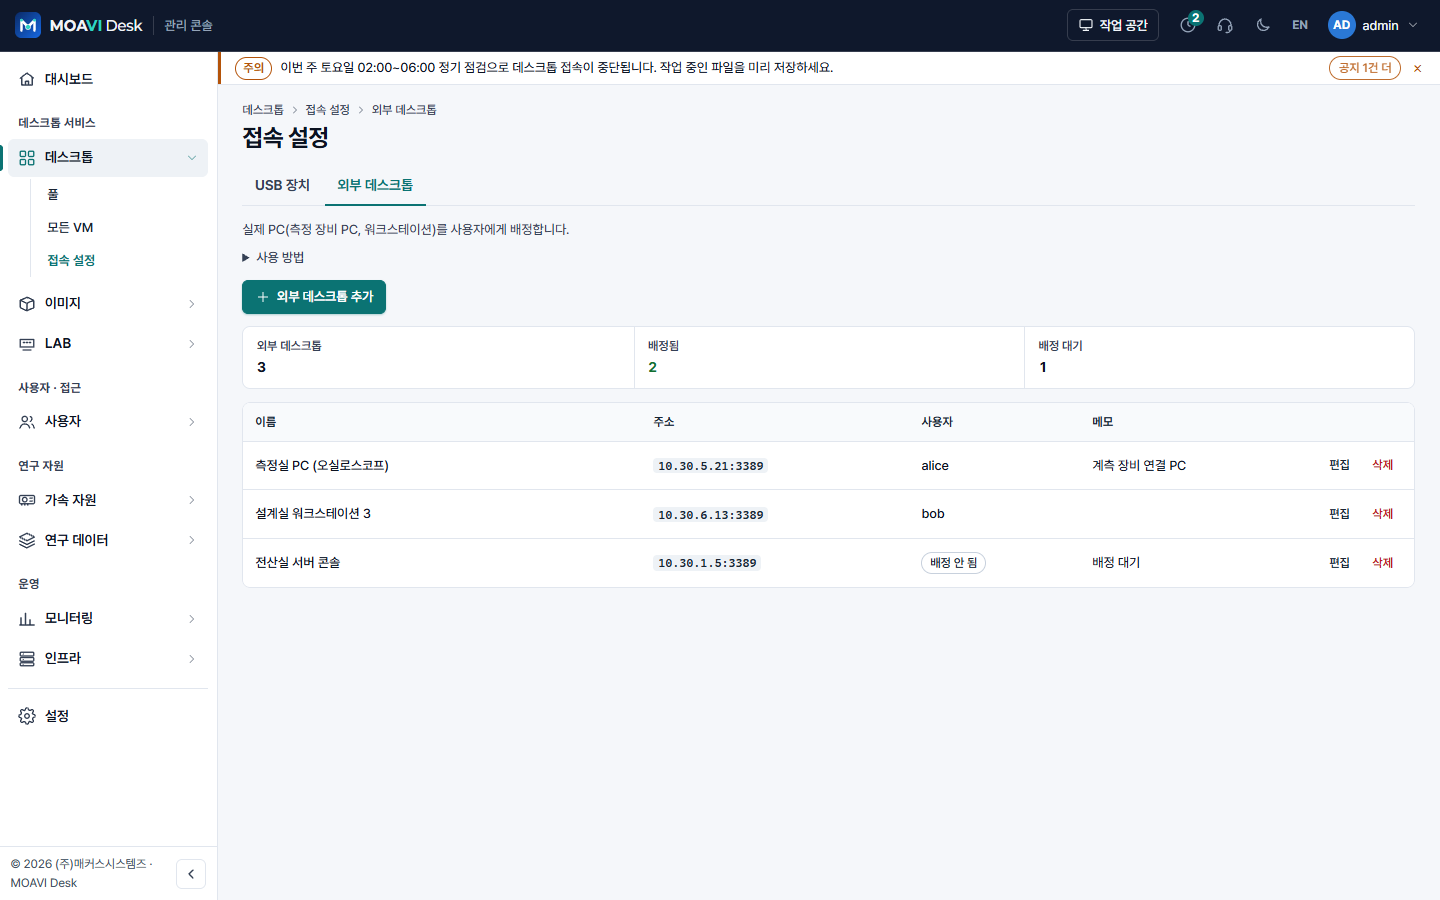 MOAVI Desk 관리 콘솔 작업 공간 2 EN AD admin
대시보드
데스크톱 서비스
데스크톱
풀
모든 VM
접속 설정
이미지
LAB
사용자 · 접근
사용자
연구 자원
가속 자원
연구 데이터
운영
모니터링
인프라
설정
© 2026 (주)매커스시스템즈 ·
MOAVI Desk
주의 이번 주 토요일 02:00~06:00 정기 점검으로 데스크톱 접속이 중단됩니다. 작업 중인 파일을 미리 저장하세요. 공지 1건 더 ×
데스크톱 > 접속 설정 > 외부 데스크톱
접속 설정
USB 장치 외부 데스크톱
실제 PC(측정 장비 PC, 워크스테이션)를 사용자에게 배정합니다.
▶ 사용 방법
+ 외부 데스크톱 추가
외부 데스크톱 배정됨 배정 대기
3 2 1
이름 주소 사용자 메모
측정실 PC (오실로스코프) 10.30.5.21:3389 alice 계측 장비 연결 PC 편집 삭제
설계실 워크스테이션 3 10.30.6.13:3389 bob 편집 삭제
전산실 서버 콘솔 10.30.1.5:3389 배정 안 됨 배정 대기 편집 삭제